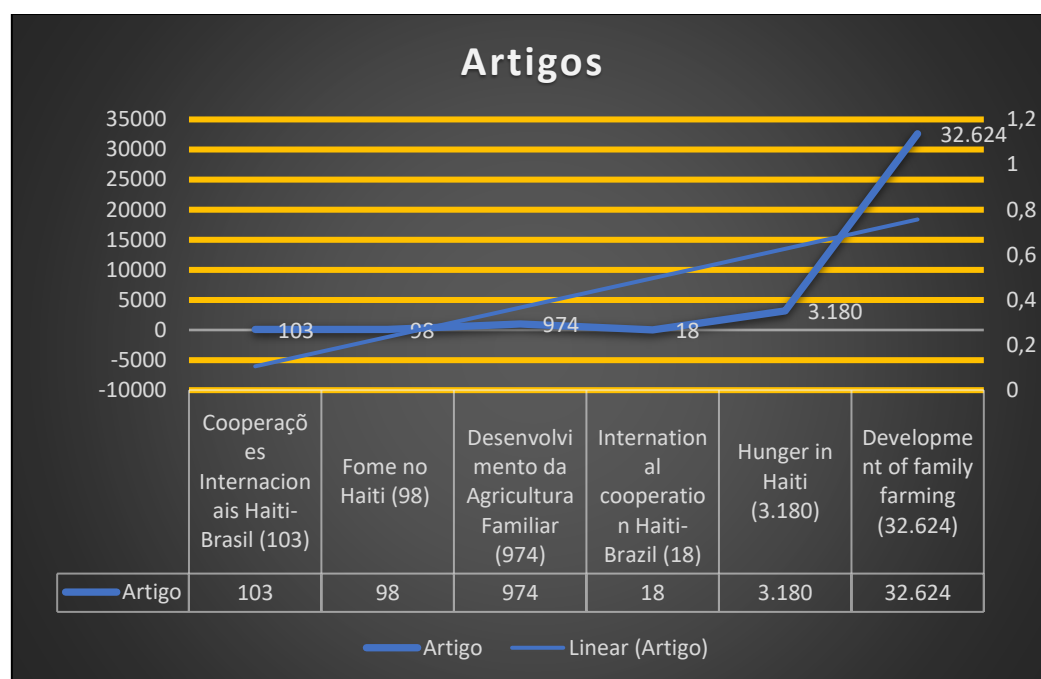 Artigos
35000
30000
25000
20000
15000
10000
5000
0
-5000
-10000
1,2
1
0,8
0,6
0,4
0,2
0
103
98
974
18
3.180
32.624
Cooperaçõ
es
Internacion
ais Haiti-
Brasil (103)
Fome no
Haiti (98)
Desenvolvi
mento da
Agricultura
Familiar
(974)
Internation
al
cooperatio
n Haiti-
Brazil (18)
Hunger in
Haiti
(3.180)
Developme
nt of family
farming
(32.624)
Artigo 103 98 974 18 3.180 32.624
Artigo Linear (Artigo)